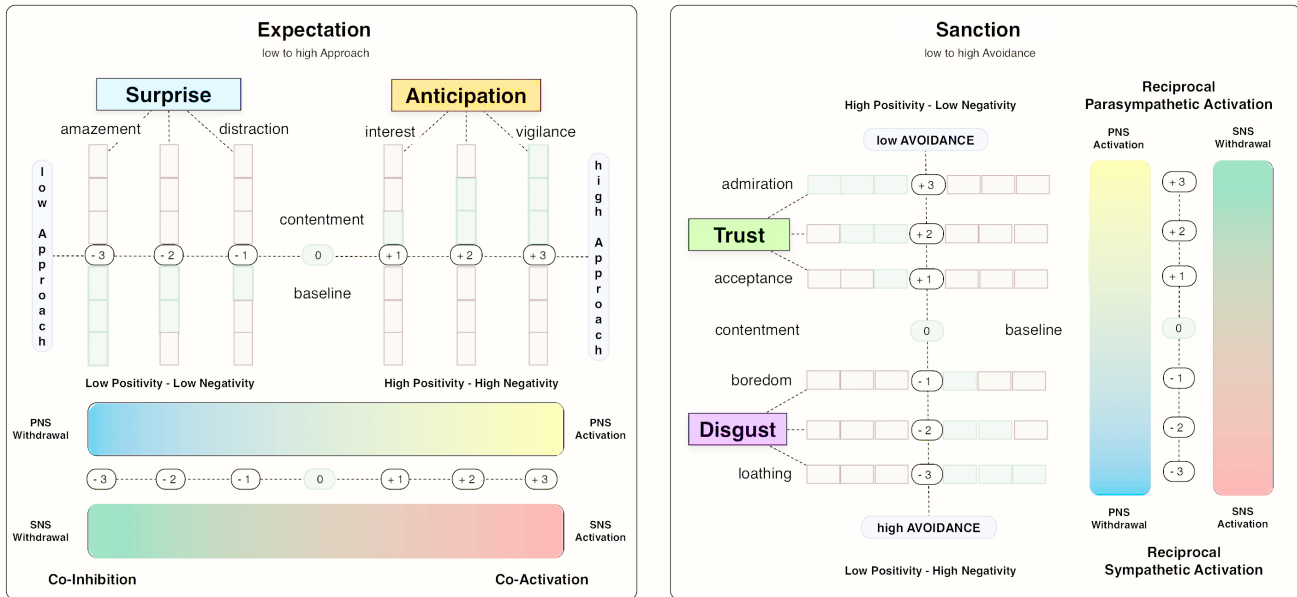 Expectation
low to high Approach
Surprise
Anticipation
amazement
distraction
interest
vigilance
low Approach
high Approach
contentment
- 3
- 2
- 1
0
+ 1
+ 2
+ 3
baseline
Low Positivity - Low Negativity
High Positivity - High Negativity
PNS
Withdrawal
PNS
Activation
- 3
- 2
- 1
0
+ 1
+ 2
+ 3
SNS
Withdrawal
SNS
Activation
Co-Inhibition
Co-Activation
Sanction
low to high Avoidance
High Positivity - Low Negativity
low AVOIDANCE
admiration
+ 3
Trust
+ 2
acceptance
+ 1
contentment
0
baseline
boredom
- 1
Disgust
- 2
loathing
- 3
high AVOIDANCE
Low Positivity - High Negativity
Reciprocal
Parasympathetic Activation
PNS
Activation
SNS
Withdrawal
+ 3
+ 2
+ 1
0
- 1
- 2
- 3
PNS
Withdrawal
SNS
Activation
Reciprocal
Sympathetic Activation